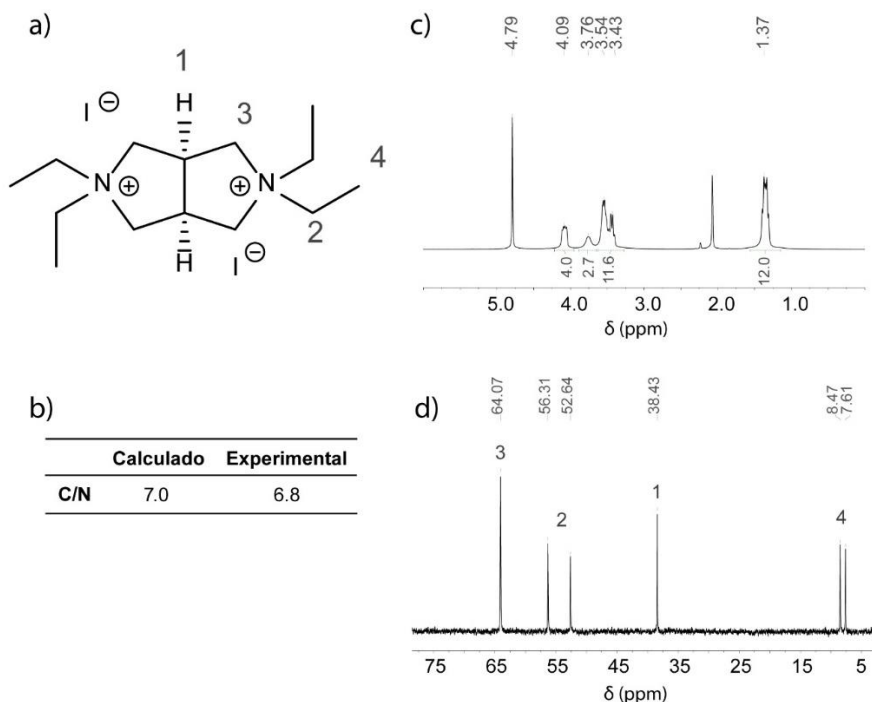 a)
1
H
I ⊖
3
4
N
⊕
⊕
N
2
H
I ⊖
b)
Calculado Experimental
C/N 7.0 6.8
c)
4.79
4.09
3.76
3.54
3.43
1.37
4.0
2.7
11.6
12.0
5.0 4.0 3.0 2.0 1.0
δ (ppm)
d)
64.07
56.31
52.64
38.43
8.47
7.61
3
2
1
4
75 65 55 45 35 25 15 5
δ (ppm)